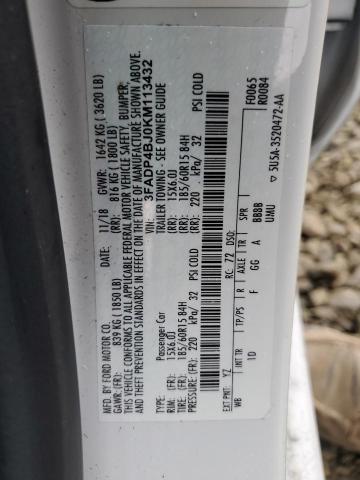 MFD. BY FORD MOTOR CO.
DATE: 11/18 GVWR: 1642 KG ( 3620 LB)
GAWR: (FR): 839 KG ( 1850 LB) (RR): 816 KG ( 1800 LB)
THIS VEHICLE CONFORMS TO ALL APPLICABLE FEDERAL MOTOR VEHICLE SAFETY, BUMPER,
AND THEFT PREVENTION STANDARDS IN EFFECT ON THE DATE OF MANUFACTURE SHOWN ABOVE.
VIN: 3FADP4BJ0KM113432
TYPE: Passenger Car TRAILER TOWING - SEE OWNER GUIDE
RIM: (FR): 15X6.0J (RR): 15X6.0J
TIRE: (FR): 185/60R15 84H (RR): 185/60R15 84H
PRESSURE: (FR): 220 kPa/ 32 PSI COLD (RR): 220 kPa/ 32 PSI COLD
EXT PNT: YZ RC: 72 DSO: F0065
R0084
WB INT TR TP/PS R AXLE TR SPR
10 F GG A BBBB
UMU ▽ 5U5A-3520472-AA